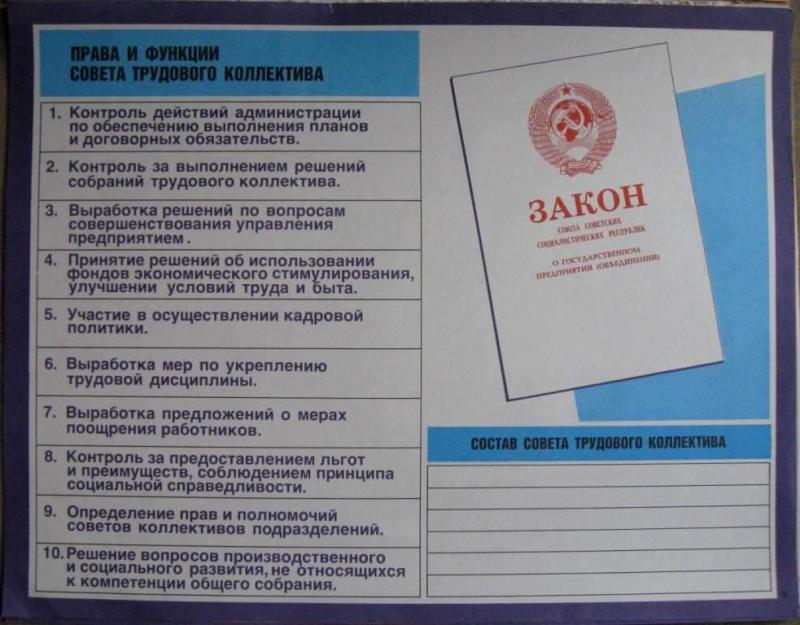 ПРАВА И ФУНКЦИИ
СОВЕТА ТРУДОВОГО КОЛЛЕКТИВА
1. Контроль действий администрации
по обеспечению выполнения планов
и договорных обязательств.
2. Контроль за выполнением решений
собраний трудового коллектива.
3. Выработка решений по вопросам
совершенствования управления
предприятием.
4. Принятие решений об использовании
фондов экономического стимулирования,
улучшении условий труда и быта.
5. Участие в осуществлении кадровой
политики.
6. Выработка мер по укреплению
трудовой дисциплины.
7. Выработка предложений о мерах
поощрения работников.
8. Контроль за предоставлением льгот
и преимуществ, соблюдением принципа
социальной справедливости.
9. Определение прав и полномочий
советов коллективов подразделений.
10. Решение вопросов производственного
и социального развития, не относящихся
к компетенции общего собрания.
ЗАКОН
СОЮЗА СОВЕТСКИХ
СОЦИАЛИСТИЧЕСКИХ РЕСПУБЛИК
О ГОСУДАРСТВЕННОМ
ПРЕДПРИЯТИИ (ОБЪЕДИНЕНИИ)
СОСТАВ СОВЕТА ТРУДОВОГО КОЛЛЕКТИВА